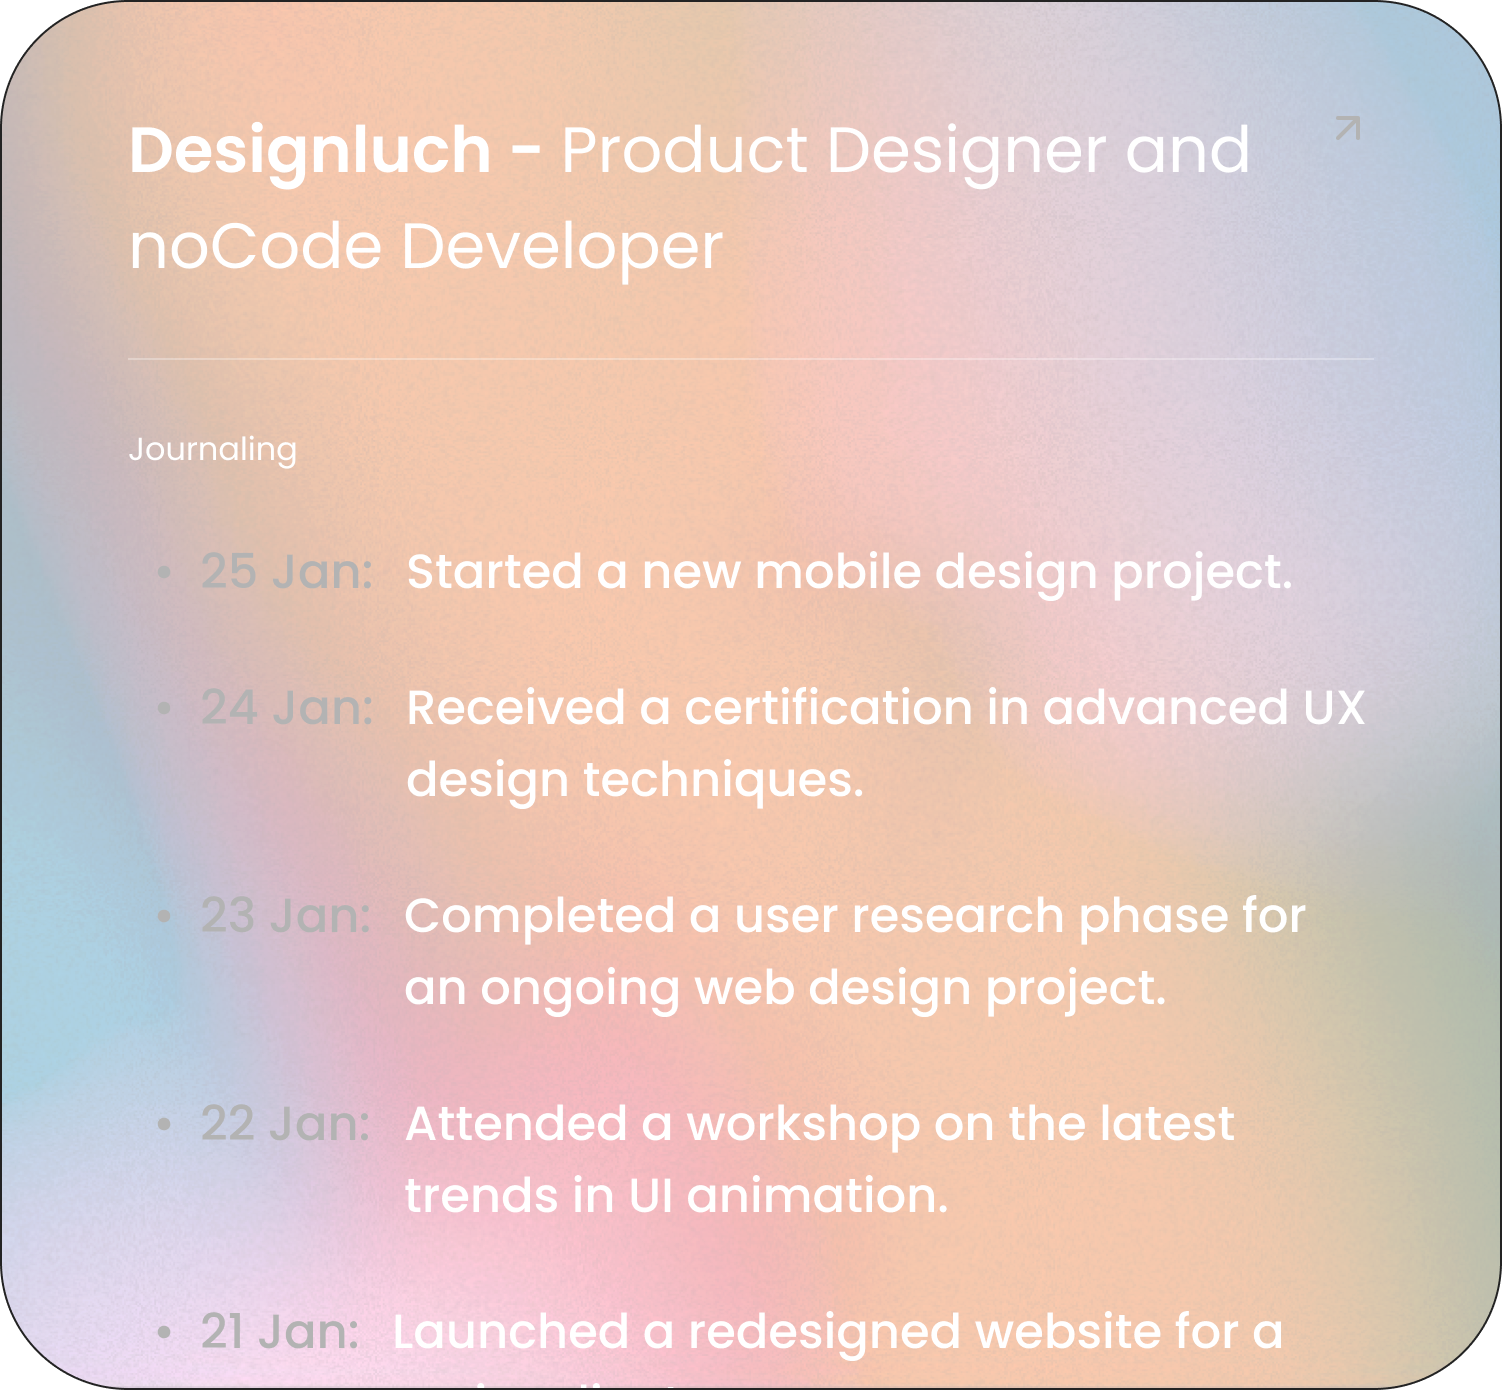 Designluch - Product Designer and
noCode Developer
Journaling
• 25 Jan: Started a new mobile design project.
• 24 Jan: Received a certification in advanced UX
design techniques.
• 23 Jan: Completed a user research phase for
an ongoing web design project.
• 22 Jan: Attended a workshop on the latest
trends in UI animation.
• 21 Jan: Launched a redesigned website for a